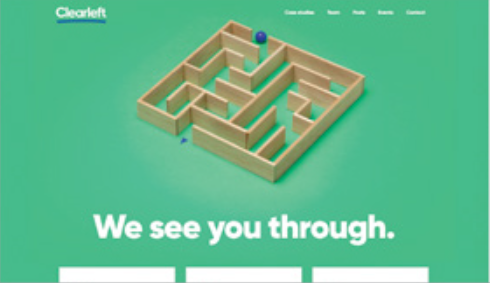 Clearleft
Case studies Team Posts Events Contact
We see you through.